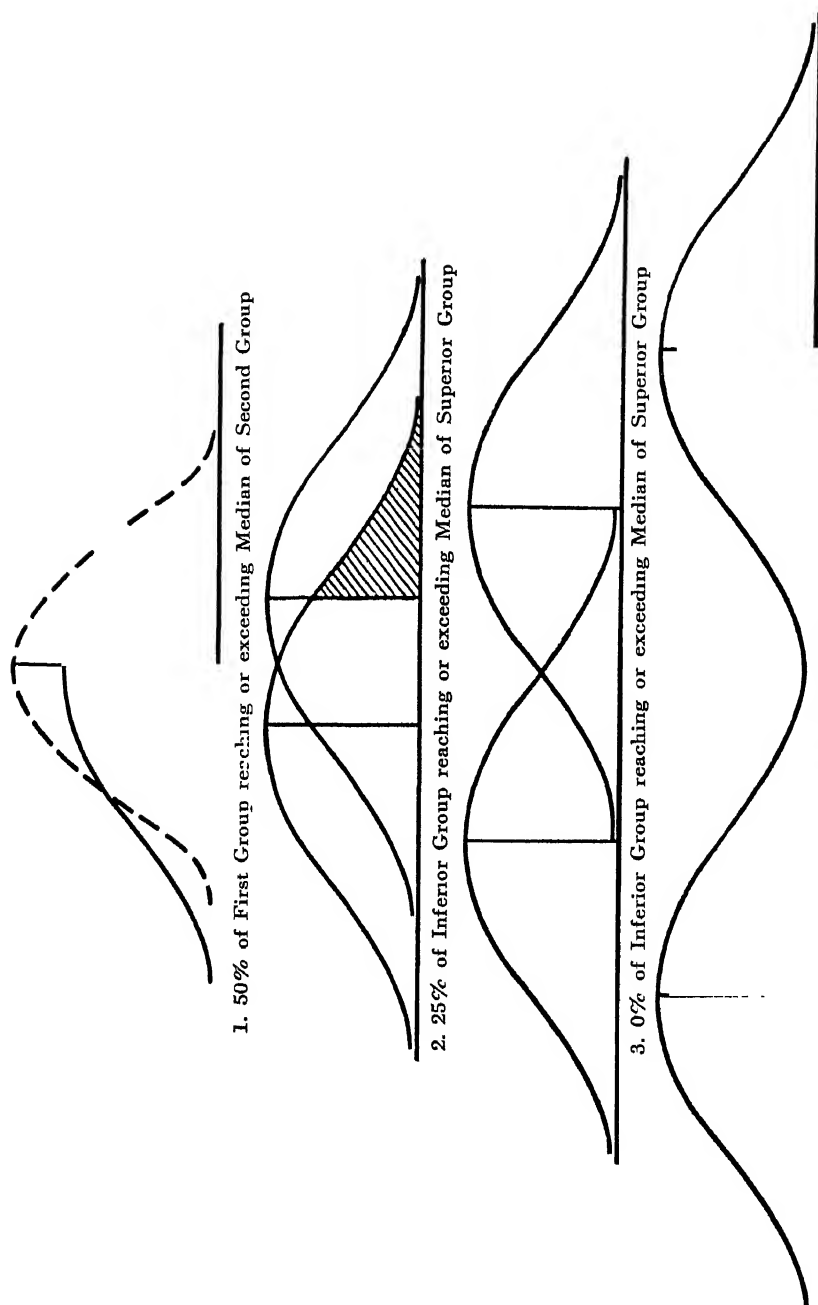 1. 50% of First Group reaching or exceeding Median of Second Group
2. 25% of Inferior Group reaching or exceeding Median of Superior Group
3. 0% of Inferior Group reaching or exceeding Median of Superior Group